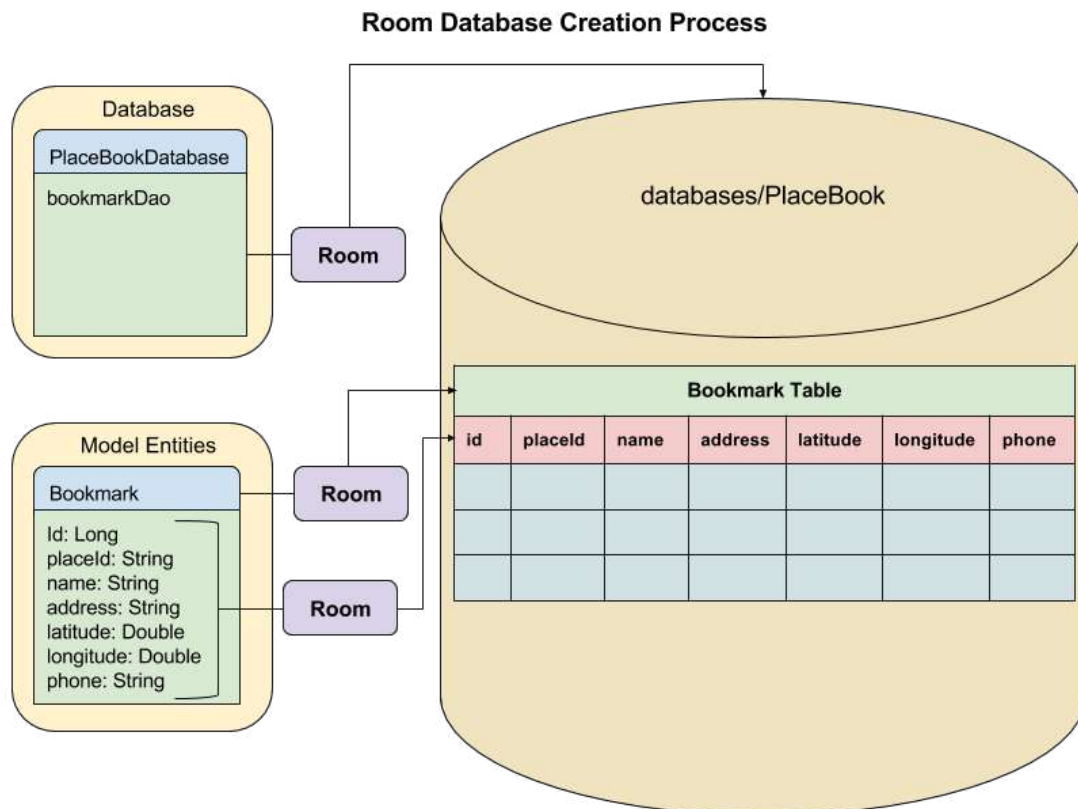 Room Database Creation Process
Database
PlaceBookDatabase
bookmarkDao
Room
databases/PlaceBook
Bookmark Table
id placeId name address latitude longitude phone
Model Entities
Bookmark
Room
Id: Long
placeId: String
name: String
address: String
latitude: Double
longitude: Double
phone: String
Room